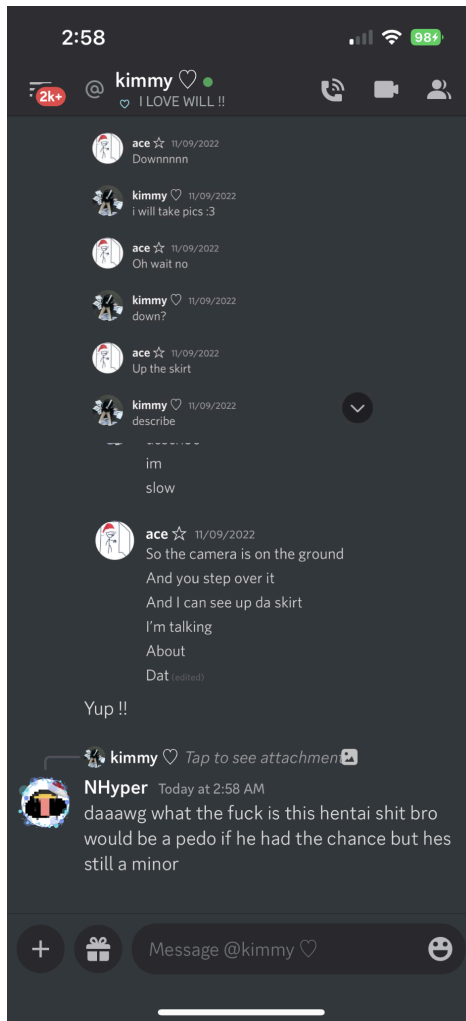 2:58
98
2k+
@ kimmy ♡
I LOVE WILL !!
ace ☆ 11/09/2022
Downnnnn
kimmy ♡ 11/09/2022
i will take pics :3
ace ☆ 11/09/2022
Oh wait no
kimmy ♡ 11/09/2022
down?
ace ☆ 11/09/2022
Up the skirt
kimmy ♡ 11/09/2022
describe
im
slow
ace ☆ 11/09/2022
So the camera is on the ground
And you step over it
And I can see up da skirt
I'm talking
About
Dat (edited)
Yup !!
kimmy ♡ Tap to see attachment
NHyper Today at 2:58 AM
daaawg what the fuck is this hentai shit bro
would be a pedo if he had the chance but hes
still a minor
Message @kimmy ♡